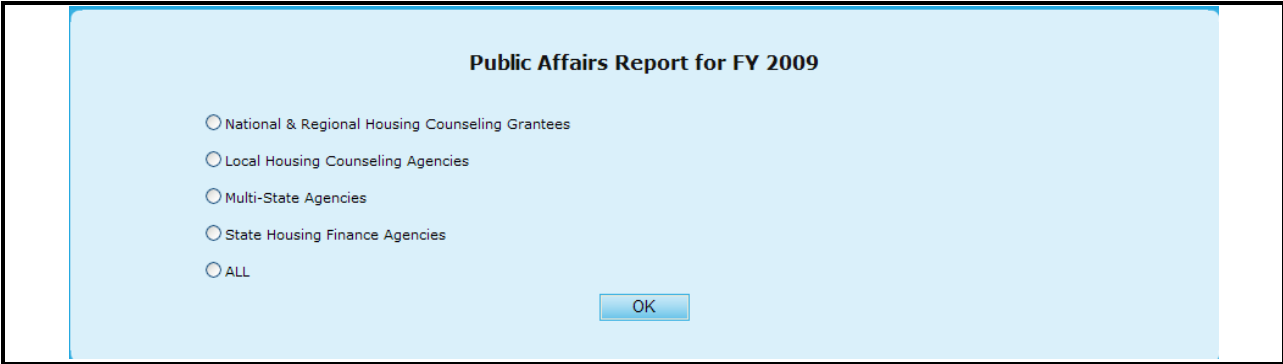 Public Affairs Report for FY 2009
National & Regional Housing Counseling Grantees
Local Housing Counseling Agencies
Multi-State Agencies
State Housing Finance Agencies
ALL
OK